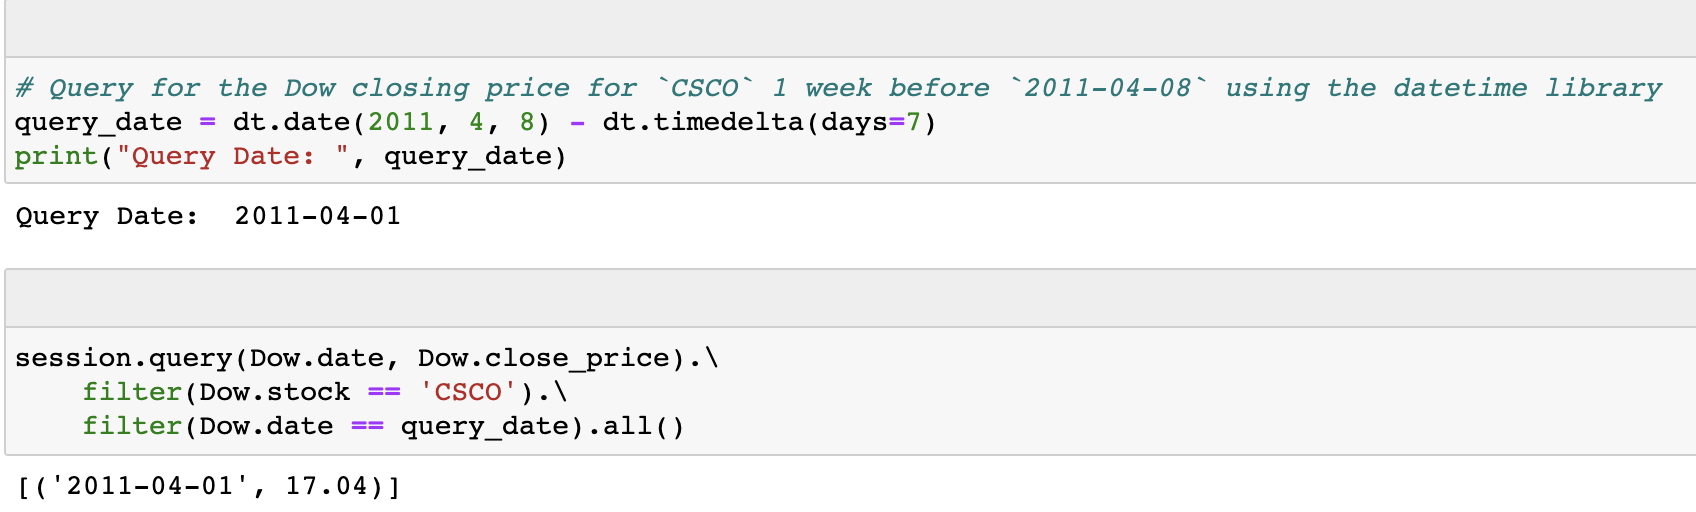 # Query for the Dow closing price for `CSCO` 1 week before `2011-04-08` using the datetime library
query_date = dt.date(2011, 4, 8) - dt.timedelta(days=7)
print("Query Date: ", query_date)
Query Date:  2011-04-01
session.query(Dow.date, Dow.close_price).\
    filter(Dow.stock == 'CSCO').\
    filter(Dow.date == query_date).all()
[('2011-04-01', 17.04)]